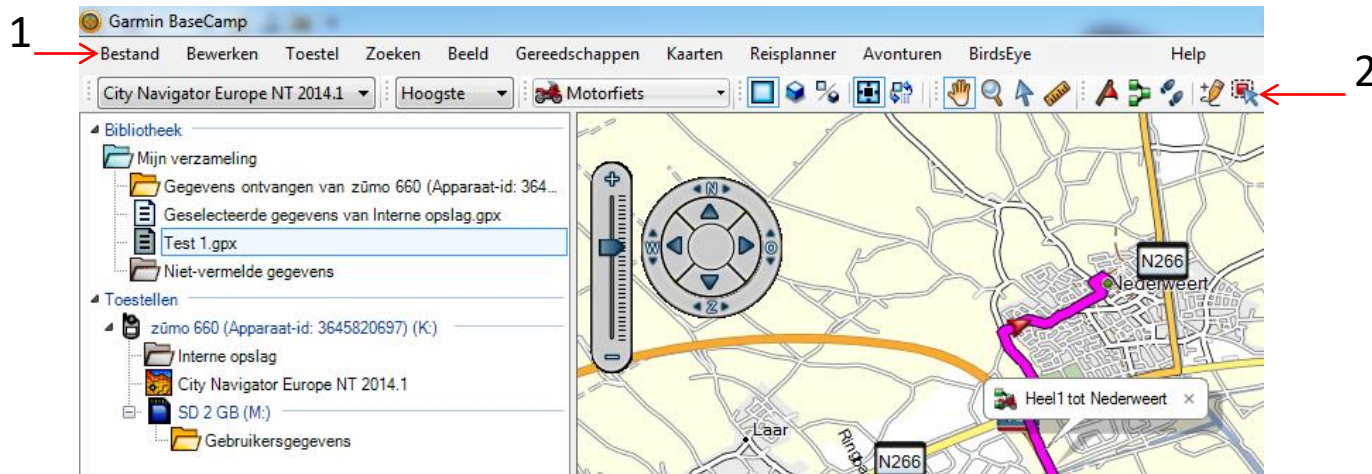 1
Garmin BaseCamp
Bestand Bewerken Toestel Zoeken Beeld Gereedschappen Kaarten Reisplanner Avonturen BirdsEye Help
2
City Navigator Europe NT 2014.1 Hoogste Motorfiets
Bibliotheek
Mijn verzameling
Gegevens ontvangen van zūmo 660 (Apparaat-id: 364...
Geselecteerde gegevens van Interne opslag.gpx
Test 1.gpx
Niet-vermelde gegevens
Toestellen
zūmo 660 (Apparaat-id: 3645820697) (K:)
Interne opslag
City Navigator Europe NT 2014.1
SD 2 GB (M:)
Gebruikersgegevens
N
W O
Z
N266
Nederweert
Heel1 tot Nederweert
Laar
Ringba
N266